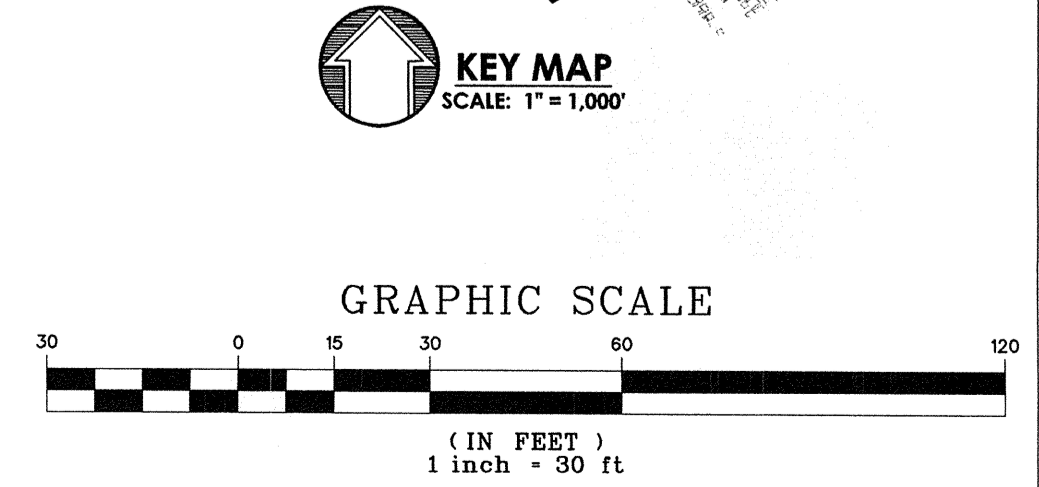 KEY MAP
SCALE: 1" = 1,000'
GRAPHIC SCALE
30 0 15 30 60 120
( IN FEET )
1 inch = 30 ft